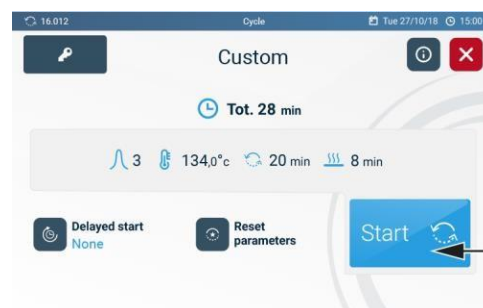 16.012 Cycle Tue 27/10/18 15:00
Custom
Tot. 28 min
3 134,0°c 20 min 8 min
Delayed start
None
Reset
parameters
Start